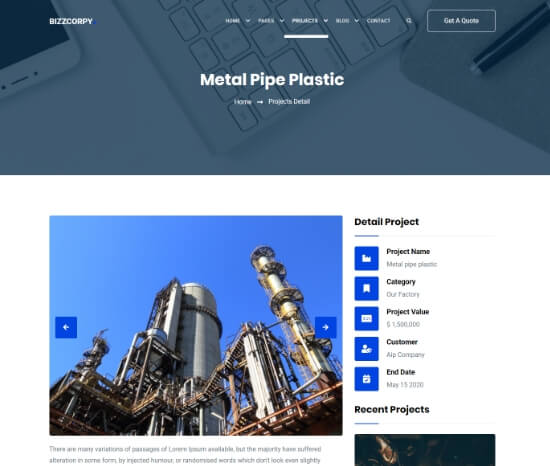 BIZZCORPY
HOME PAGES PROJECTS BLOG CONTACT
Get A Quote
Metal Pipe Plastic
Home → Projects Detail
Detail Project
Project Name
Metal pipe plastic
Category
Our Factory
Project Value
$ 1,500,000
Customer
Aip Company
End Date
May 15 2020
Recent Projects
There are many variations of passages of Lorem Ipsum available, but the majority have suffered
alteration in some form, by injected humour, or randomised words which don't look even slightly